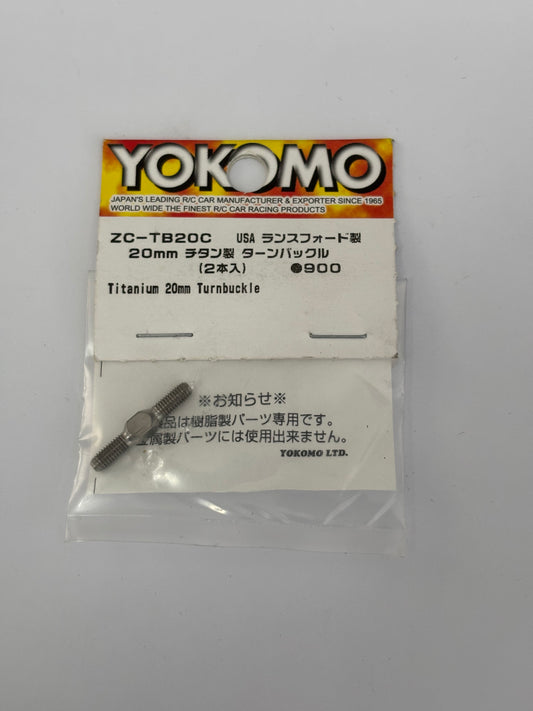 YOKOMO
JAPAN'S LEADING R/C CAR MANUFACTURER & EXPORTER SINCE 1965
WORLD WIDE THE FINEST R/C CAR RACING PRODUCTS
ZC-TB20C USA ランスフォード製
20mm チタン製 ターンバックル
(2本入) ●900
Titanium 20mm Turnbuckle
※お知らせ※
品は樹脂製パーツ専用です。
属製パーツには使用出来ません。
YOKOMO LTD.